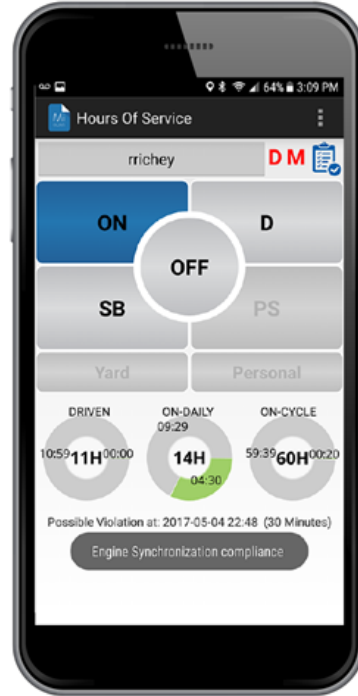 64% 3:09 PM
Hours Of Service
rrichey
D M
ON
D
OFF
SB
PS
Yard
Personal
DRIVEN
ON-DAILY
ON-CYCLE
09:29
10:59 11H 00:00
14H
59:39 60H 00:20
04:30
Possible Violation at: 2017-05-04 22:48 (30 Minutes)
Engine Synchronization compliance